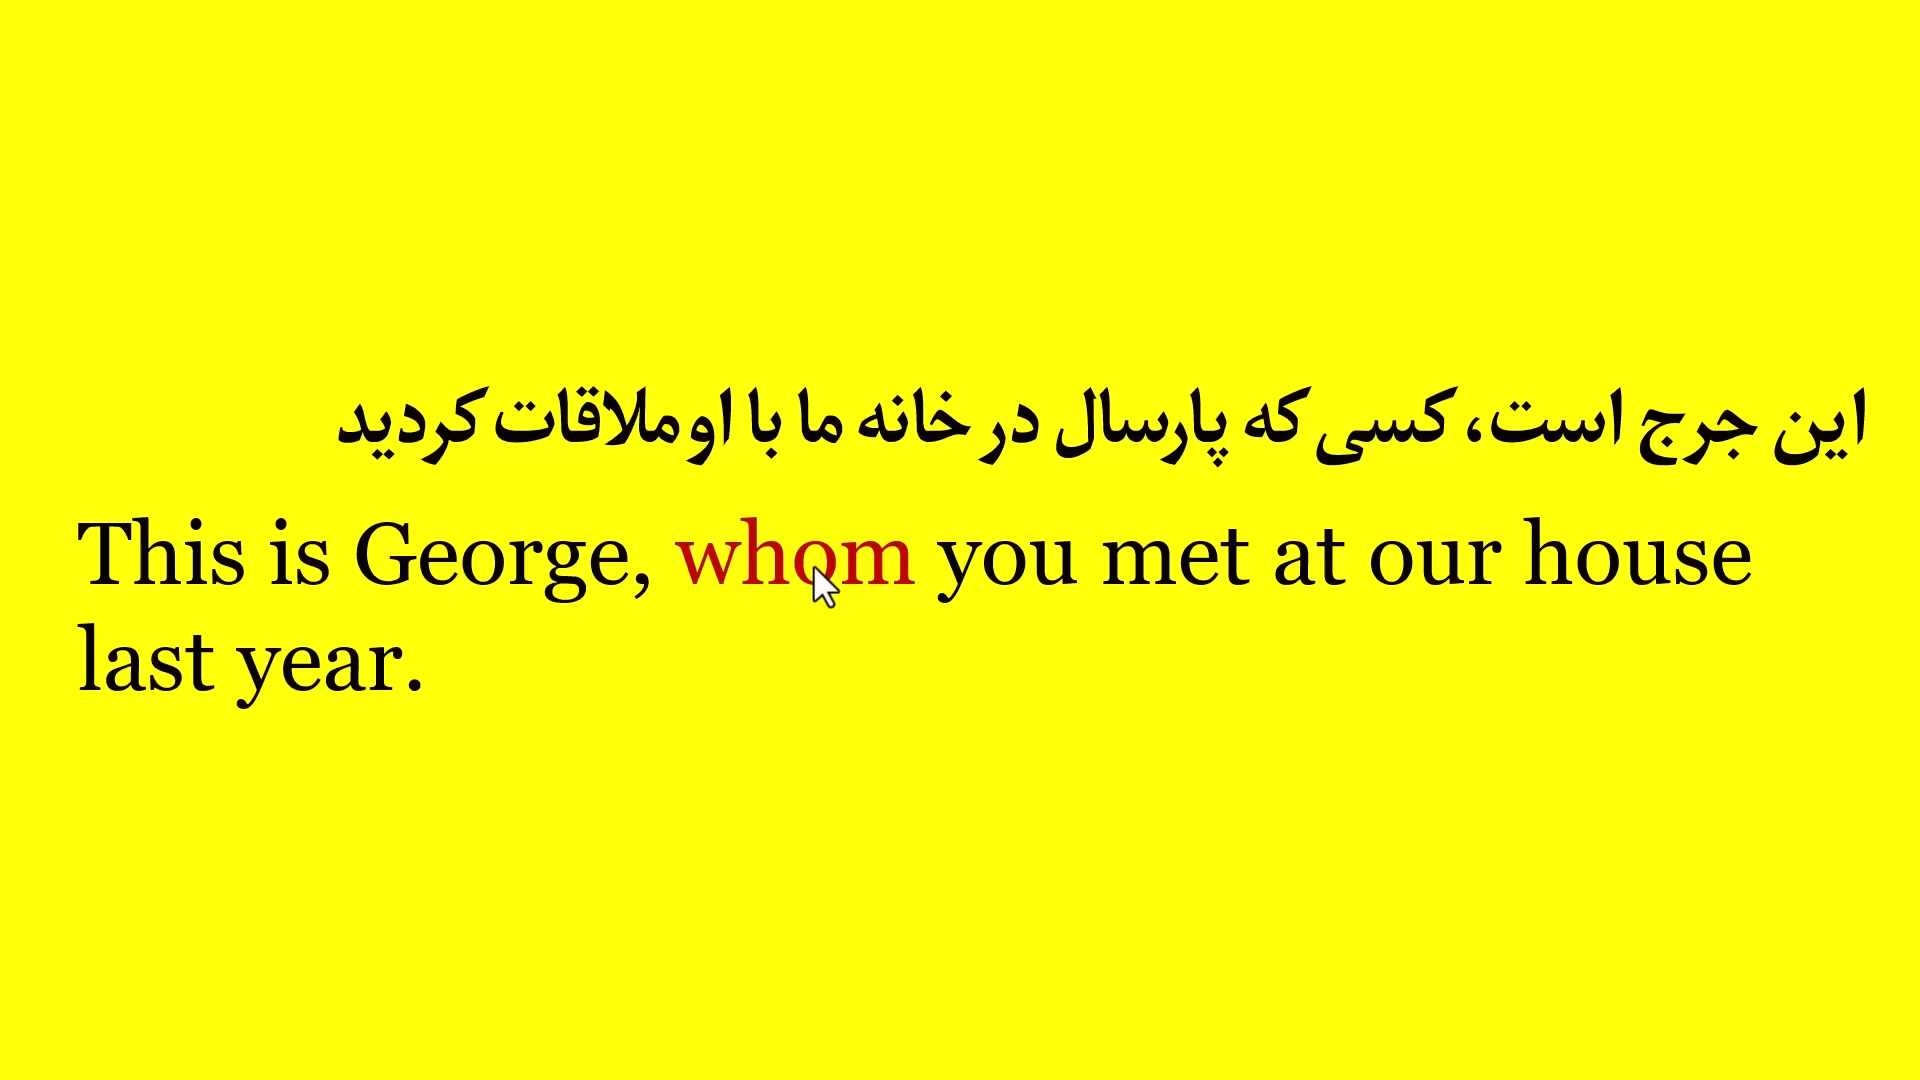 این جرج است، کسی که پارسال در خانه ما با او ملاقات کردید
This is George, whom you met at our house
last year.